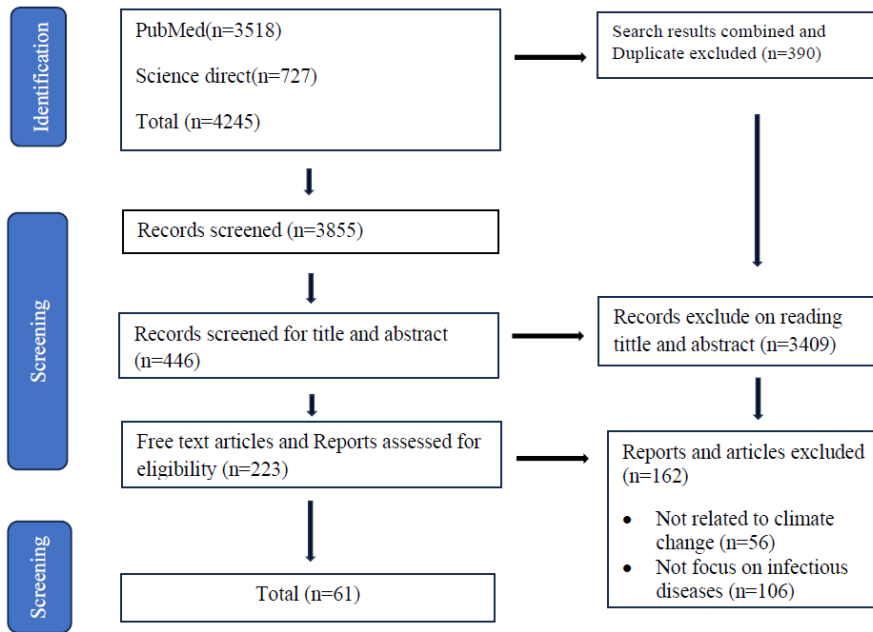 Identification
PubMed(n=3518)
Science direct(n=727)
Total (n=4245)
Search results combined and
Duplicate excluded (n=390)
Screening
Records screened (n=3855)
Records screened for title and abstract
(n=446)
Records exclude on reading
tittle and abstract (n=3409)
Free text articles and Reports assessed for
eligibility (n=223)
Reports and articles excluded
(n=162)
• Not related to climate
change (n=56)
• Not focus on infectious
diseases (n=106)
Screening
Total (n=61)